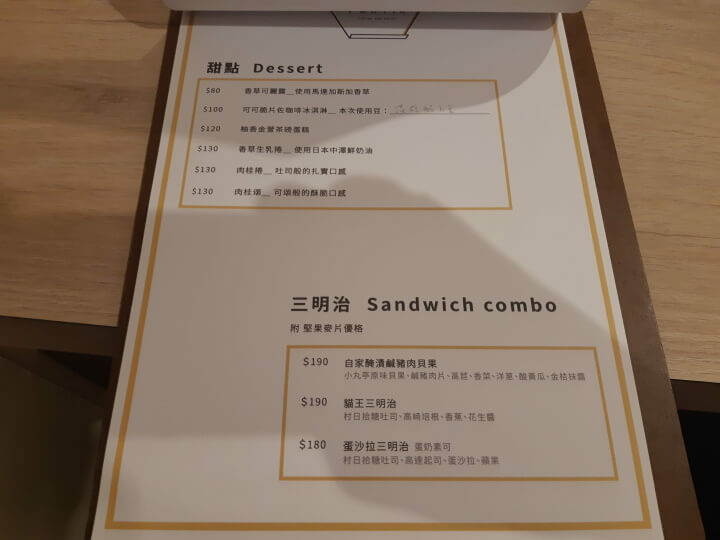 甜點 Dessert
$80 香草可麗露__使用馬達加斯加香草
$100 可可脆片佐咖啡冰淇淋__本次使用豆：
$120 柚香金萱茶磅蛋糕
$130 香草生乳捲__使用日本中澤鮮奶油
$130 肉桂捲__吐司般的扎實口感
$130 肉桂頌__可頌般的酥脆口感
三明治 Sandwich combo
附 堅果麥片優格
$190 自家醃漬鹹豬肉貝果
小丸亭原味貝果、鹹豬肉片、萵苣、香菜、洋蔥、酸黃瓜、金桔抹醬
$190 貓王三明治
村日拾糖吐司、高崎培根、香蕉、花生醬
$180 蛋沙拉三明治 蛋奶素可
村日拾糖吐司、高達起司、蛋沙拉、蘋果